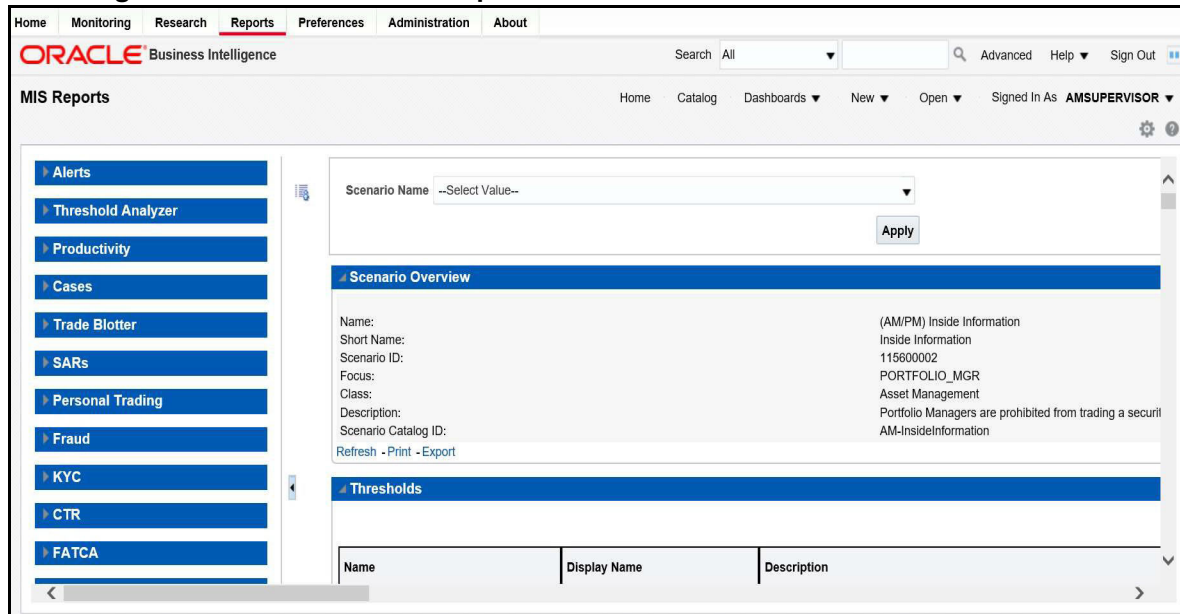 Home Monitoring Research Reports Preferences Administration About
ORACLE Business Intelligence Search All Advanced Help Sign Out
MIS Reports Home Catalog Dashboards New Open Signed In As AMSUPERVISOR
Alerts
Threshold Analyzer
Productivity
Cases
Trade Blotter
SARs
Personal Trading
Fraud
KYC
CTR
FATCA
Scenario Name --Select Value--
Apply
Scenario Overview
Name: (AM/PM) Inside Information
Short Name: Inside Information
Scenario ID: 115600002
Focus: PORTFOLIO_MGR
Class: Asset Management
Description: Portfolio Managers are prohibited from trading a securit
Scenario Catalog ID: AM-InsideInformation
Refresh - Print - Export
Thresholds
Name Display Name Description